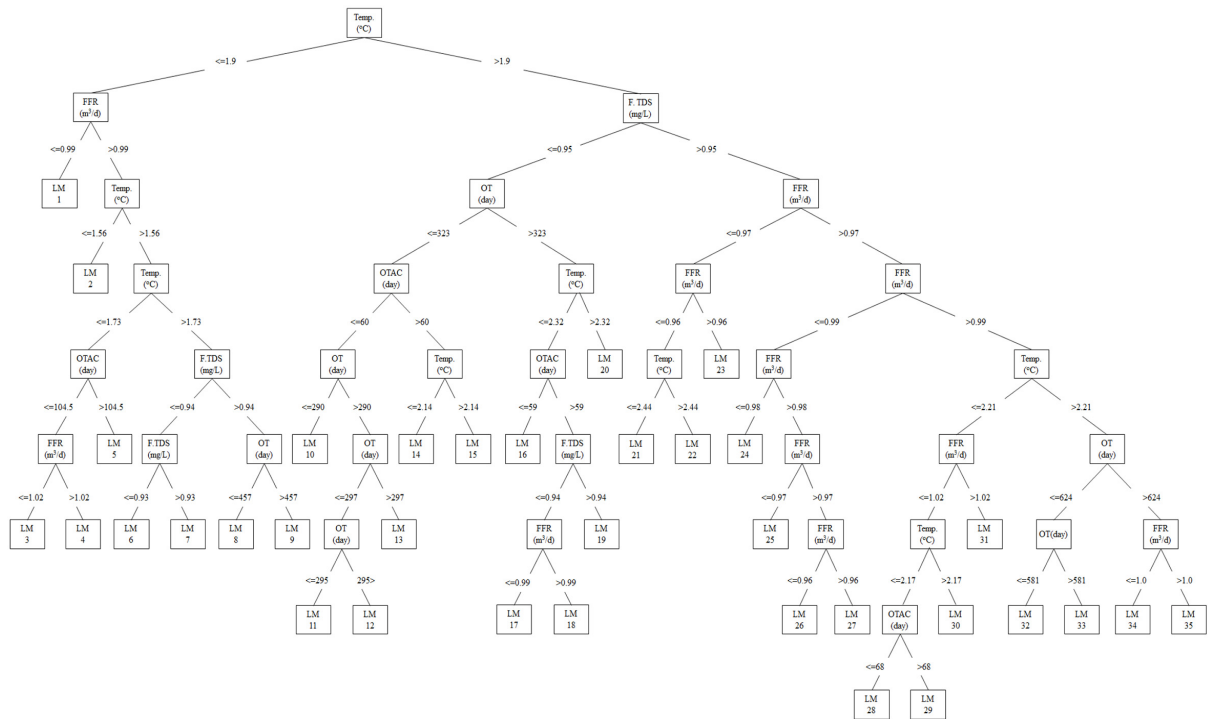 Temp.
(°C)
<=1.9
>1.9
FFR
(m³/d)
F. TDS
(mg/L)
<=0.99
>0.99
<=0.95
>0.95
LM
1
Temp.
(°C)
OT
(day)
FFR
(m³/d)
<=1.56
>1.56
<=323
>323
<=0.97
>0.97
LM
2
Temp.
(°C)
OTAC
(day)
Temp.
(°C)
FFR
(m³/d)
FFR
(m³/d)
<=1.73
>1.73
<=60
>60
<=2.32
>2.32
<=0.96
>0.96
<=0.99
>0.99
OTAC
(day)
F.TDS
(mg/L)
OT
(day)
Temp.
(°C)
OTAC
(day)
LM
20
Temp.
(°C)
LM
23
FFR
(m³/d)
Temp.
(°C)
<=104.5
>104.5
<=0.94
>0.94
<=290
>290
<=2.14
>2.14
<=59
>59
<=2.44
>2.44
<=0.98
>0.98
<=2.21
>2.21
FFR
(m³/d)
LM
5
F.TDS
(mg/L)
OT
(day)
LM
10
OT
(day)
LM
14
LM
15
LM
16
F.TDS
(mg/L)
LM
21
LM
22
LM
24
FFR
(m³/d)
FFR
(m³/d)
OT
(day)
<=1.02
>1.02
<=0.93
>0.93
<=457
>457
<=297
>297
<=0.94
>0.94
<=0.97
>0.97
<=1.02
>1.02
<=624
>624
LM
3
LM
4
LM
6
LM
7
LM
8
LM
9
OT
(day)
LM
13
FFR
(m³/d)
LM
19
LM
25
FFR
(m³/d)
Temp.
(°C)
LM
31
OT(day)
FFR
(m³/d)
<=295
295>
<=0.99
>0.99
<=0.96
>0.96
<=2.17
>2.17
<=581
>581
<=1.0
>1.0
LM
11
LM
12
LM
17
LM
18
LM
26
LM
27
OTAC
(day)
LM
30
LM
32
LM
33
LM
34
LM
35
<=68
>68
LM
28
LM
29